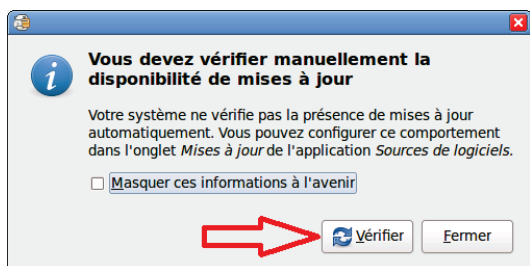 Vous devez vérifier manuellement la
disponibilité de mises à jour
Votre système ne vérifie pas la présence de mises à jour
automatiquement. Vous pouvez configurer ce comportement
dans l'onglet Mises à jour de l'application Sources de logiciels.
Masquer ces informations à l'avenir
Vérifier
Fermer